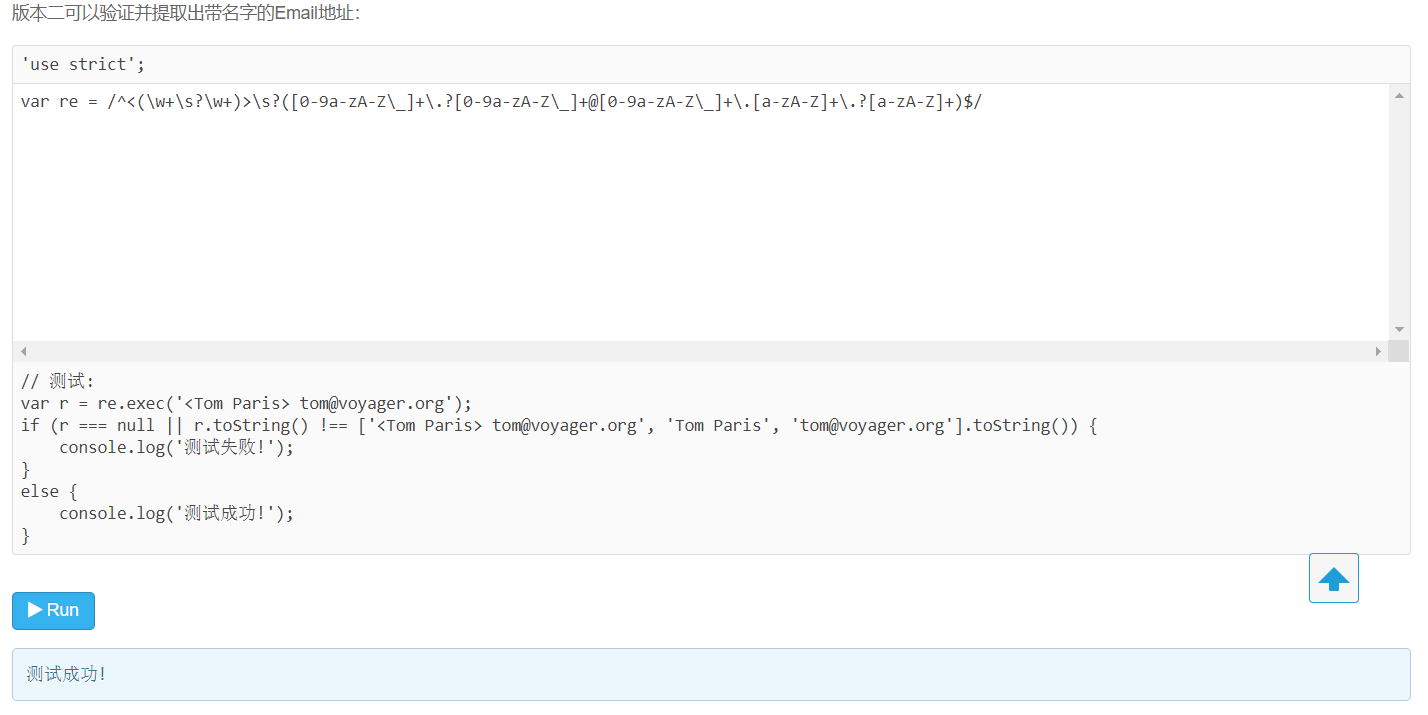 版本二可以验证并提取出带名字的Email地址：
'use strict';
var re = /^<(\w+\s?\w+)>\s?([0-9a-zA-Z\_]+\.?[0-9a-zA-Z\_]+@[0-9a-zA-Z\_]+\.[a-zA-Z]+\.?[a-zA-Z]+)$/
// 测试:
var r = re.exec('<Tom Paris> tom@voyager.org');
if (r === null || r.toString() !== ['<Tom Paris> tom@voyager.org', 'Tom Paris', 'tom@voyager.org'].toString()) {
    console.log('测试失败!');
}
else {
    console.log('测试成功!');
}
Run
测试成功!